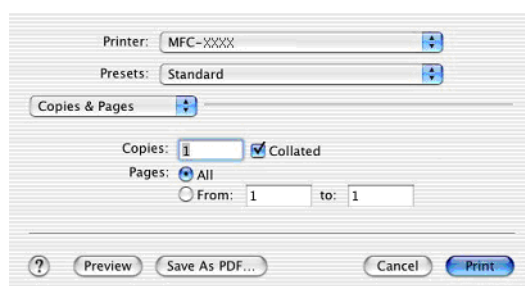 Printer: MFC-XXXX
Presets: Standard
Copies & Pages
Copies: 1 Collated
Pages: All
From: 1 to: 1
? Preview Save As PDF... Cancel Print